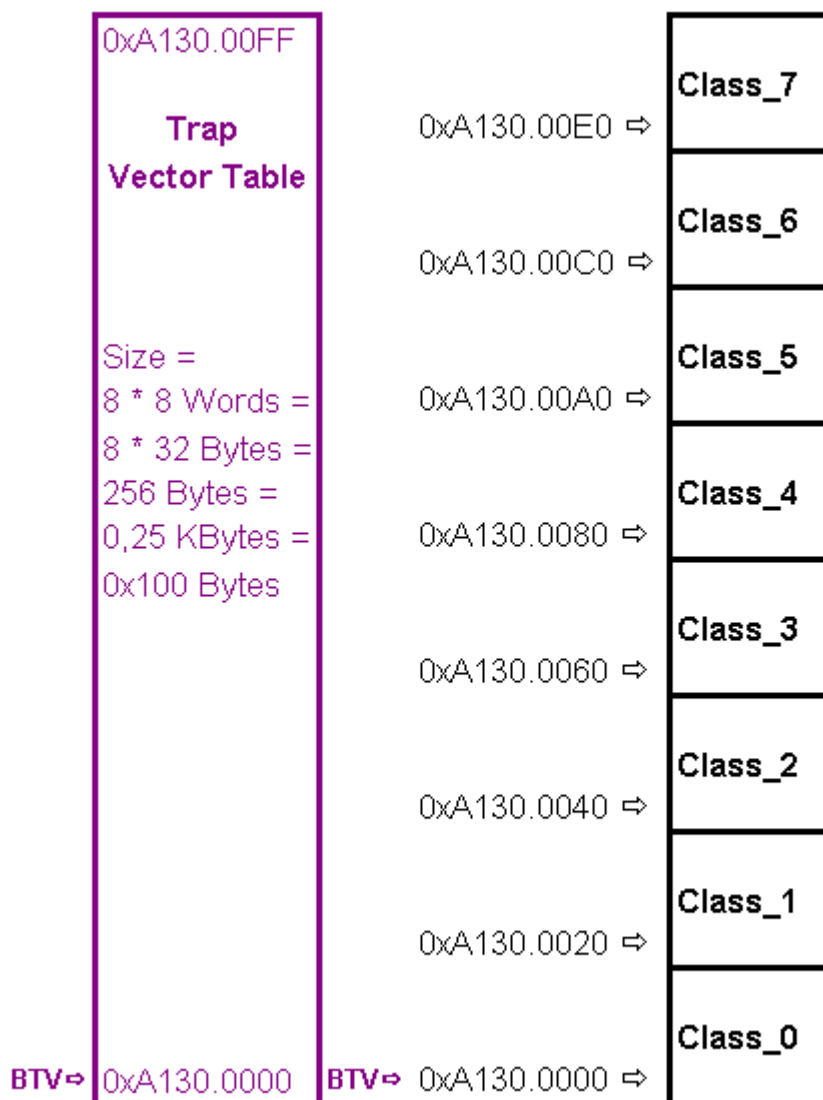 0xA130.00FF
Trap
Vector Table
Size =
8 * 8 Words =
8 * 32 Bytes =
256 Bytes =
0,25 KBytes =
0x100 Bytes
BTV⇨ 0xA130.0000
Class_7
0xA130.00E0 ⇨
Class_6
0xA130.00C0 ⇨
Class_5
0xA130.00A0 ⇨
Class_4
0xA130.0080 ⇨
Class_3
0xA130.0060 ⇨
Class_2
0xA130.0040 ⇨
Class_1
0xA130.0020 ⇨
Class_0
BTV⇨ 0xA130.0000 ⇨